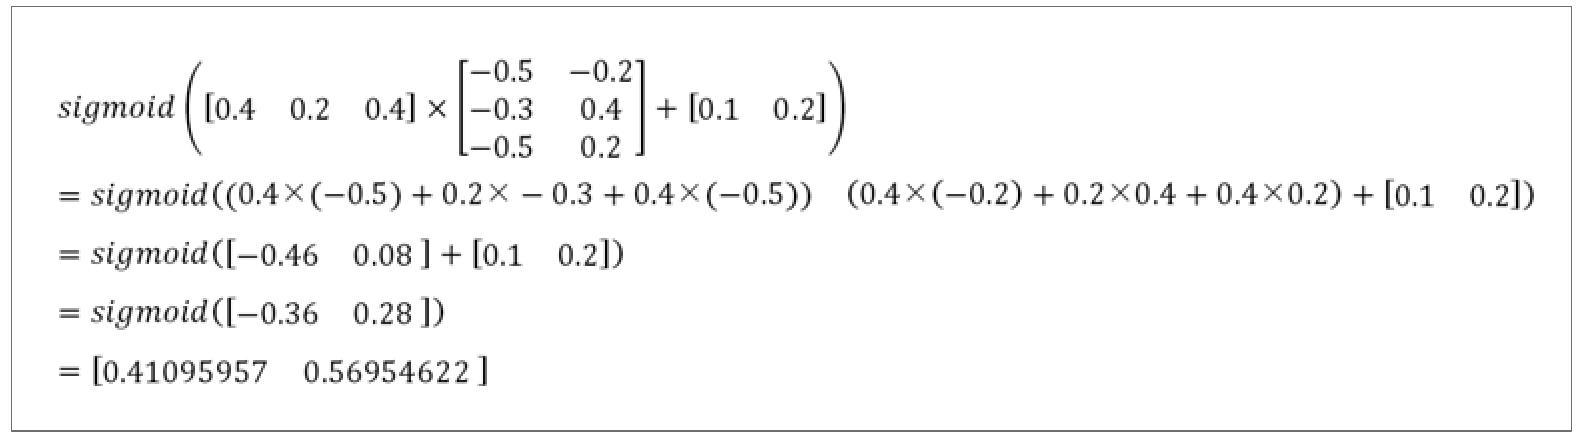 sigmoid([0.4 0.2 0.4] × [−0.5 −0.2
−0.3 0.4
−0.5 0.2] + [0.1 0.2])
= sigmoid((0.4×(−0.5) + 0.2× − 0.3 + 0.4×(−0.5)) (0.4×(−0.2) + 0.2×0.4 + 0.4×0.2) + [0.1 0.2])
= sigmoid([−0.46 0.08 ] + [0.1 0.2])
= sigmoid([−0.36 0.28 ])
= [0.41095957 0.56954622 ]